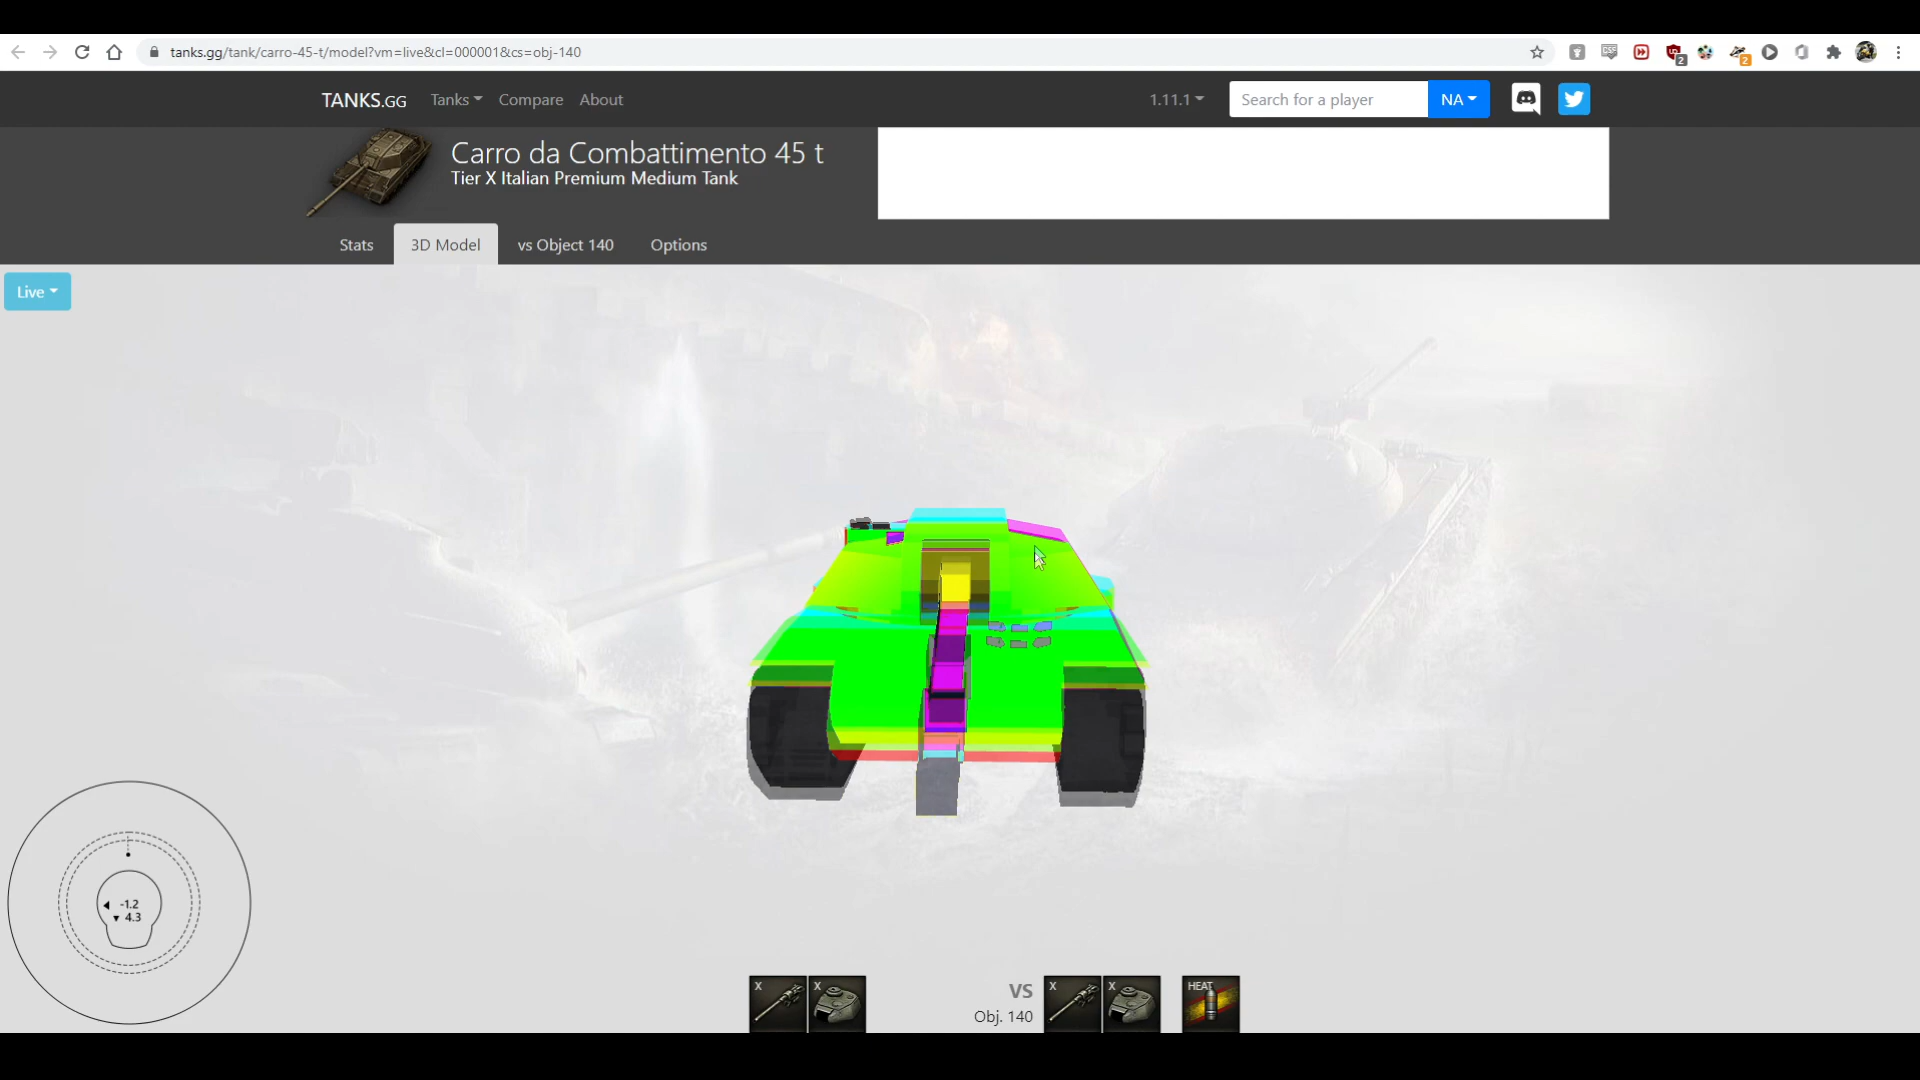 tanks.gg/tank/carro-45-t/model?vm=live&cl=000001&cs=obj-140
2
2
TANKS.GG
Tanks
Compare
About
1.11.1
Search for a player
NA
Carro da Combattimento 45 t
Tier X Italian Premium Medium Tank
Stats
3D Model
vs Object 140
Options
Live
-1.2
4.3
X
X
VS
Obj. 140
X
X
HEAT